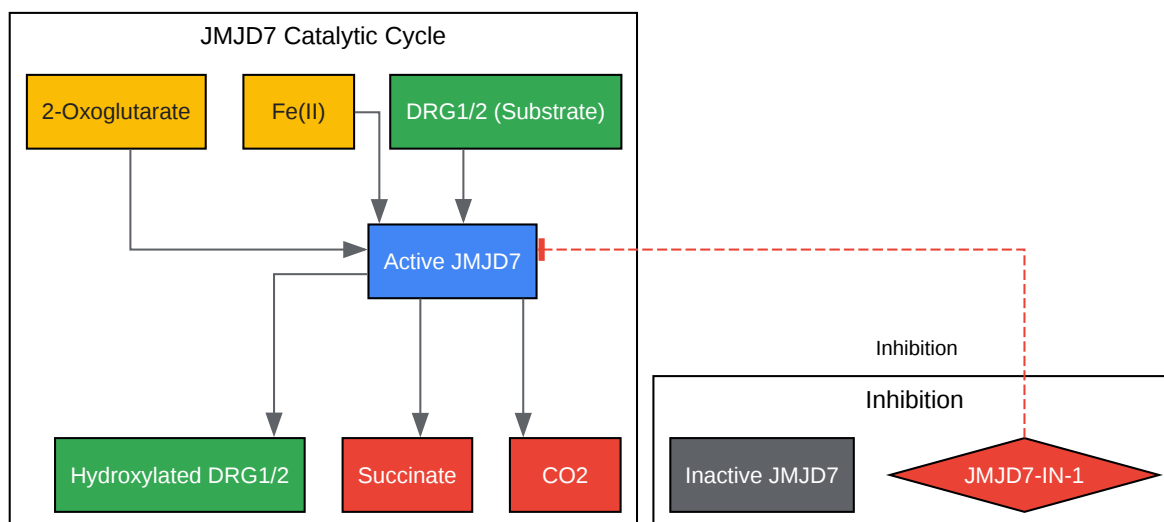 JMJD7 Catalytic Cycle
2-Oxoglutarate
Fe(II)
DRG1/2 (Substrate)
Active JMJD7
Inhibition
Inhibition
Hydroxylated DRG1/2
Succinate
CO2
Inactive JMJD7
JMJD7-IN-1